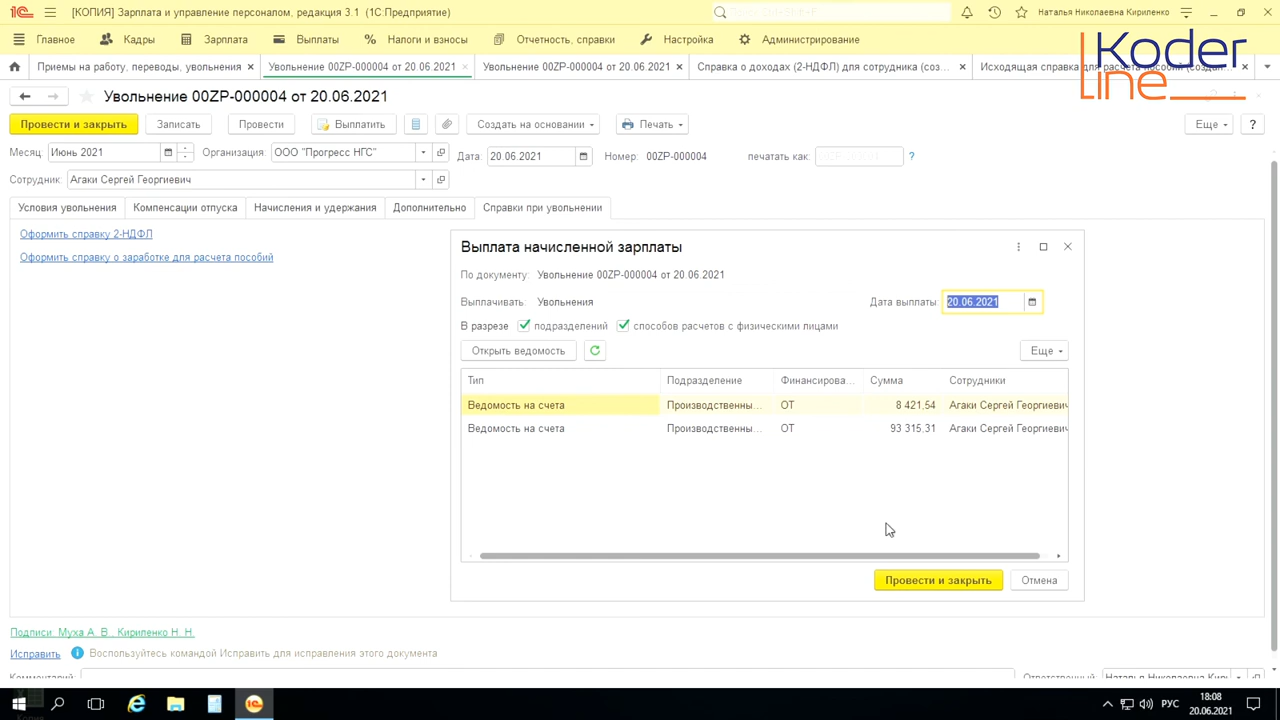 [КОПИЯ] Зарплата и управление персоналом, редакция 3.1 (1С:Предприятие)
Наталья Николаевна Кириленко
Главное Кадры Зарплата Выплаты Налоги и взносы Отчетность, справки Настройка Администрирование
Koder
line
Приемы на работу, переводы, увольнения × Увольнение 00ZP-000004 от 20.06.2021 × Увольнение 00ZP-000004 от 20.06.2021 × Справка о доходах (2-НДФЛ) для сотрудника (со... × Исходящая справка для расчета пособий (создан... ×
Увольнение 00ZP-000004 от 20.06.2021
Провести и закрыть Записать Провести Выплатить Создать на основании Печать Еще ?
Месяц: Июнь 2021 Организация: ООО "Прогресс НГС" Дата: 20.06.2021 Номер: 00ZP-000004 печатать как: ?
Сотрудник: Агаки Сергей Георгиевич
Условия увольнения Компенсации отпуска Начисления и удержания Дополнительно Справки при увольнении
Оформить справку 2-НДФЛ
Оформить справку о заработке для расчета пособий
Выплата начисленной зарплаты
По документу: Увольнение 00ZP-000004 от 20.06.2021
Выплачивать: Увольнения Дата выплаты: 20.06.2021
В разрезе подразделений способов расчетов с физическими лицами
Открыть ведомость Еще
Тип Подразделение Финансирова... Сумма Сотрудники
Ведомость на счета Производственны... ОТ 8 421,54 Агаки Сергей Георгиевич
Ведомость на счета Производственны... ОТ 93 315,31 Агаки Сергей Георгиевич
Провести и закрыть Отмена
Подписи: Муха А. В., Кириленко Н. Н.
Исправить Воспользуйтесь командой Исправить для исправления этого документа
Комментарий: Ответственный: Наталья Николаевна
РУС 18:08
20.06.2021